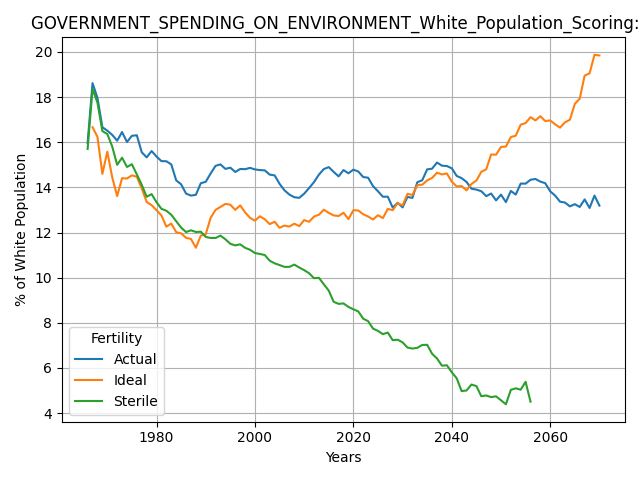 GOVERNMENT_SPENDING_ON_ENVIRONMENT_White_Population_Scoring:
20
18
16
14
12
10
8
6
4
% of White Population
Fertility
Actual
Ideal
Sterile
1980 2000 2020 2040 2060
Years